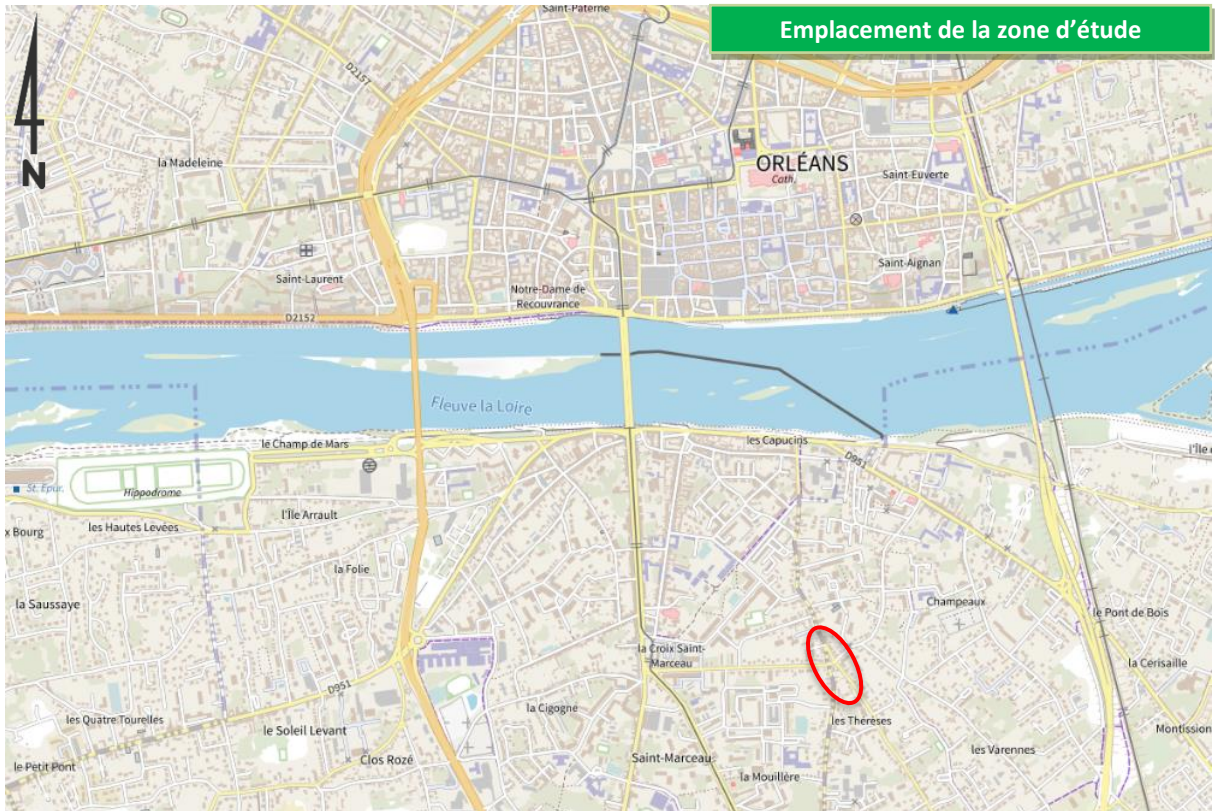 Saint-Paterne
Emplacement de la zone d'étude
D2157
la Madeleine
ORLÉANS
Cath.
Saint-Euverte
N
Saint-Laurent
Saint-Aignan
Notre-Dame de
Recouvrance
D2152
Fleuve la Loire
le Champ de Mars
les Capucins
D951
l'Île
St. Epur.
Hippodrome
l'Île Arrault
les Hautes Levées
x Bourg
la Folie
la Saussaye
Champeaux
le Pont de Bois
la Croix Saint-
Marceau
la Cerisaille
D951
les Quatre Tourelles
le Soleil Levant
la Cigogne
les Thérèses
Montission
les Varennes
le Petit Pont
Clos Rozé
Saint-Marceau
la Mouillère